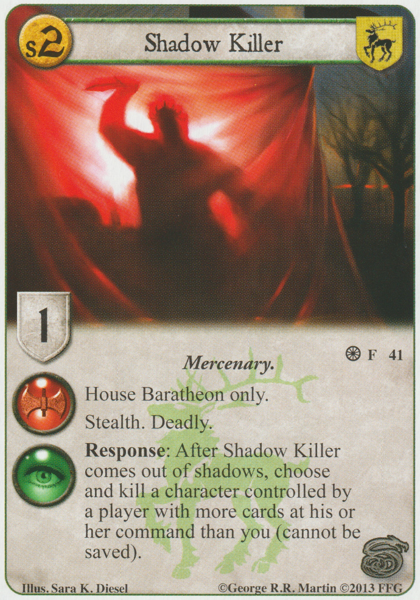 s2
Shadow Killer
1
Mercenary.
F 41
House Baratheon only.
Stealth. Deadly.
Response: After Shadow Killer
comes out of shadows, choose
and kill a character controlled by
a player with more cards at his or
her command than you (cannot be
saved).
Illus. Sara K. Diesel
©George R.R. Martin ©2013 FFG